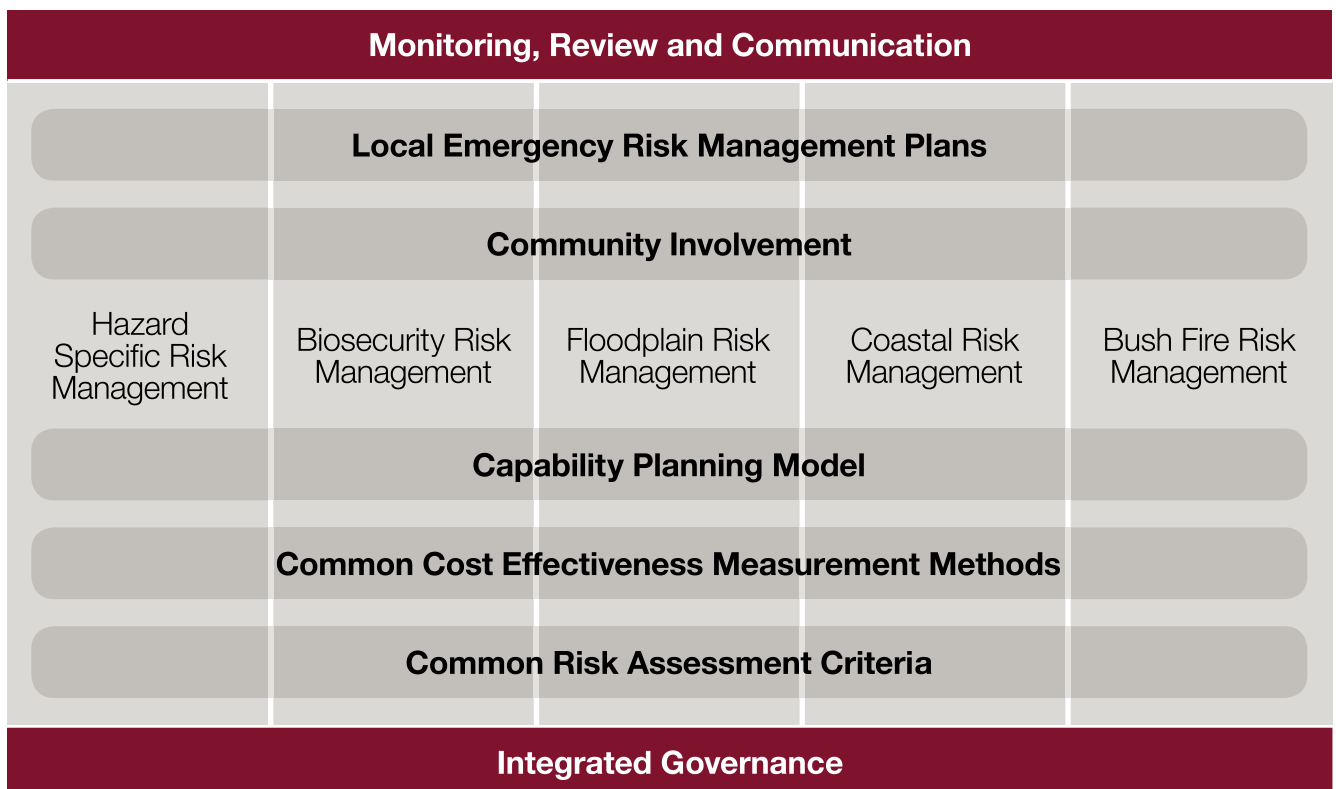 Monitoring, Review and Communication
Local Emergency Risk Management Plans
Community Involvement
Hazard
Specific Risk
Management
Biosecurity Risk
Management
Floodplain Risk
Management
Coastal Risk
Management
Bush Fire Risk
Management
Capability Planning Model
Common Cost Effectiveness Measurement Methods
Common Risk Assessment Criteria
Integrated Governance